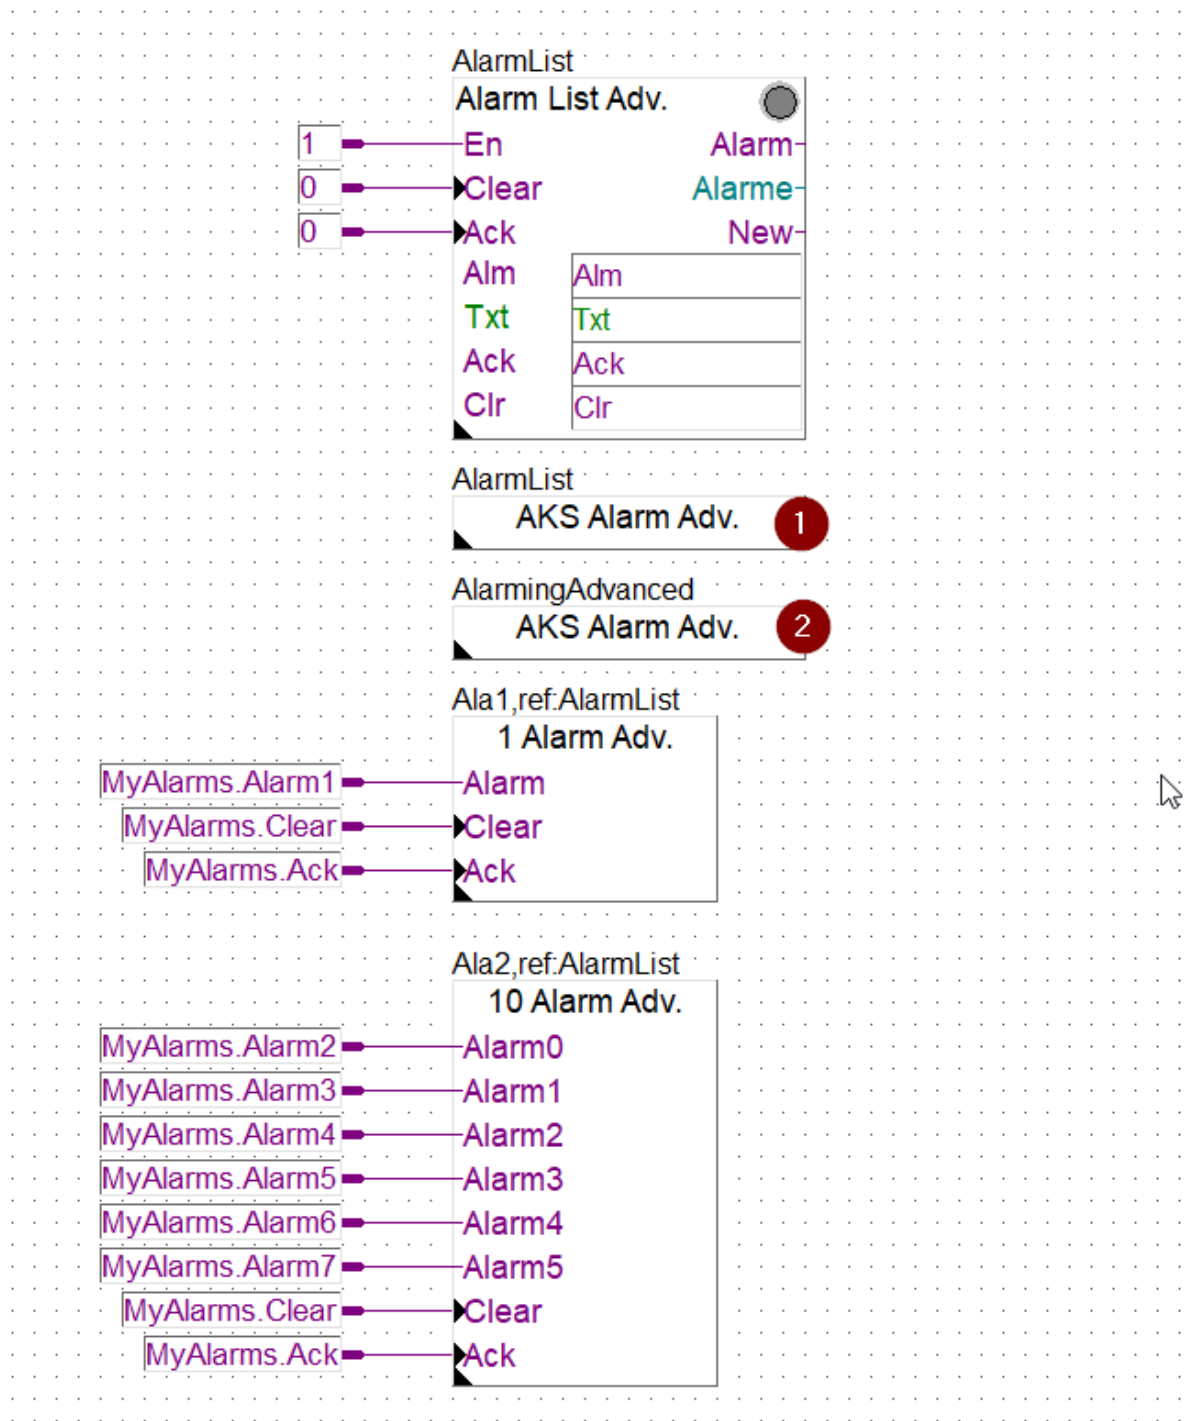 AlarmList
Alarm List Adv.
1 En Alarm
0 Clear Alarme
0 Ack New
Alm Alm
Txt Txt
Ack Ack
Clr Clr
AlarmList
AKS Alarm Adv. 1
AlarmingAdvanced
AKS Alarm Adv. 2
Ala1,ref:AlarmList
1 Alarm Adv.
MyAlarms.Alarm1 Alarm
MyAlarms.Clear Clear
MyAlarms.Ack Ack
Ala2,ref:AlarmList
10 Alarm Adv.
MyAlarms.Alarm2 Alarm0
MyAlarms.Alarm3 Alarm1
MyAlarms.Alarm4 Alarm2
MyAlarms.Alarm5 Alarm3
MyAlarms.Alarm6 Alarm4
MyAlarms.Alarm7 Alarm5
MyAlarms.Clear Clear
MyAlarms.Ack Ack